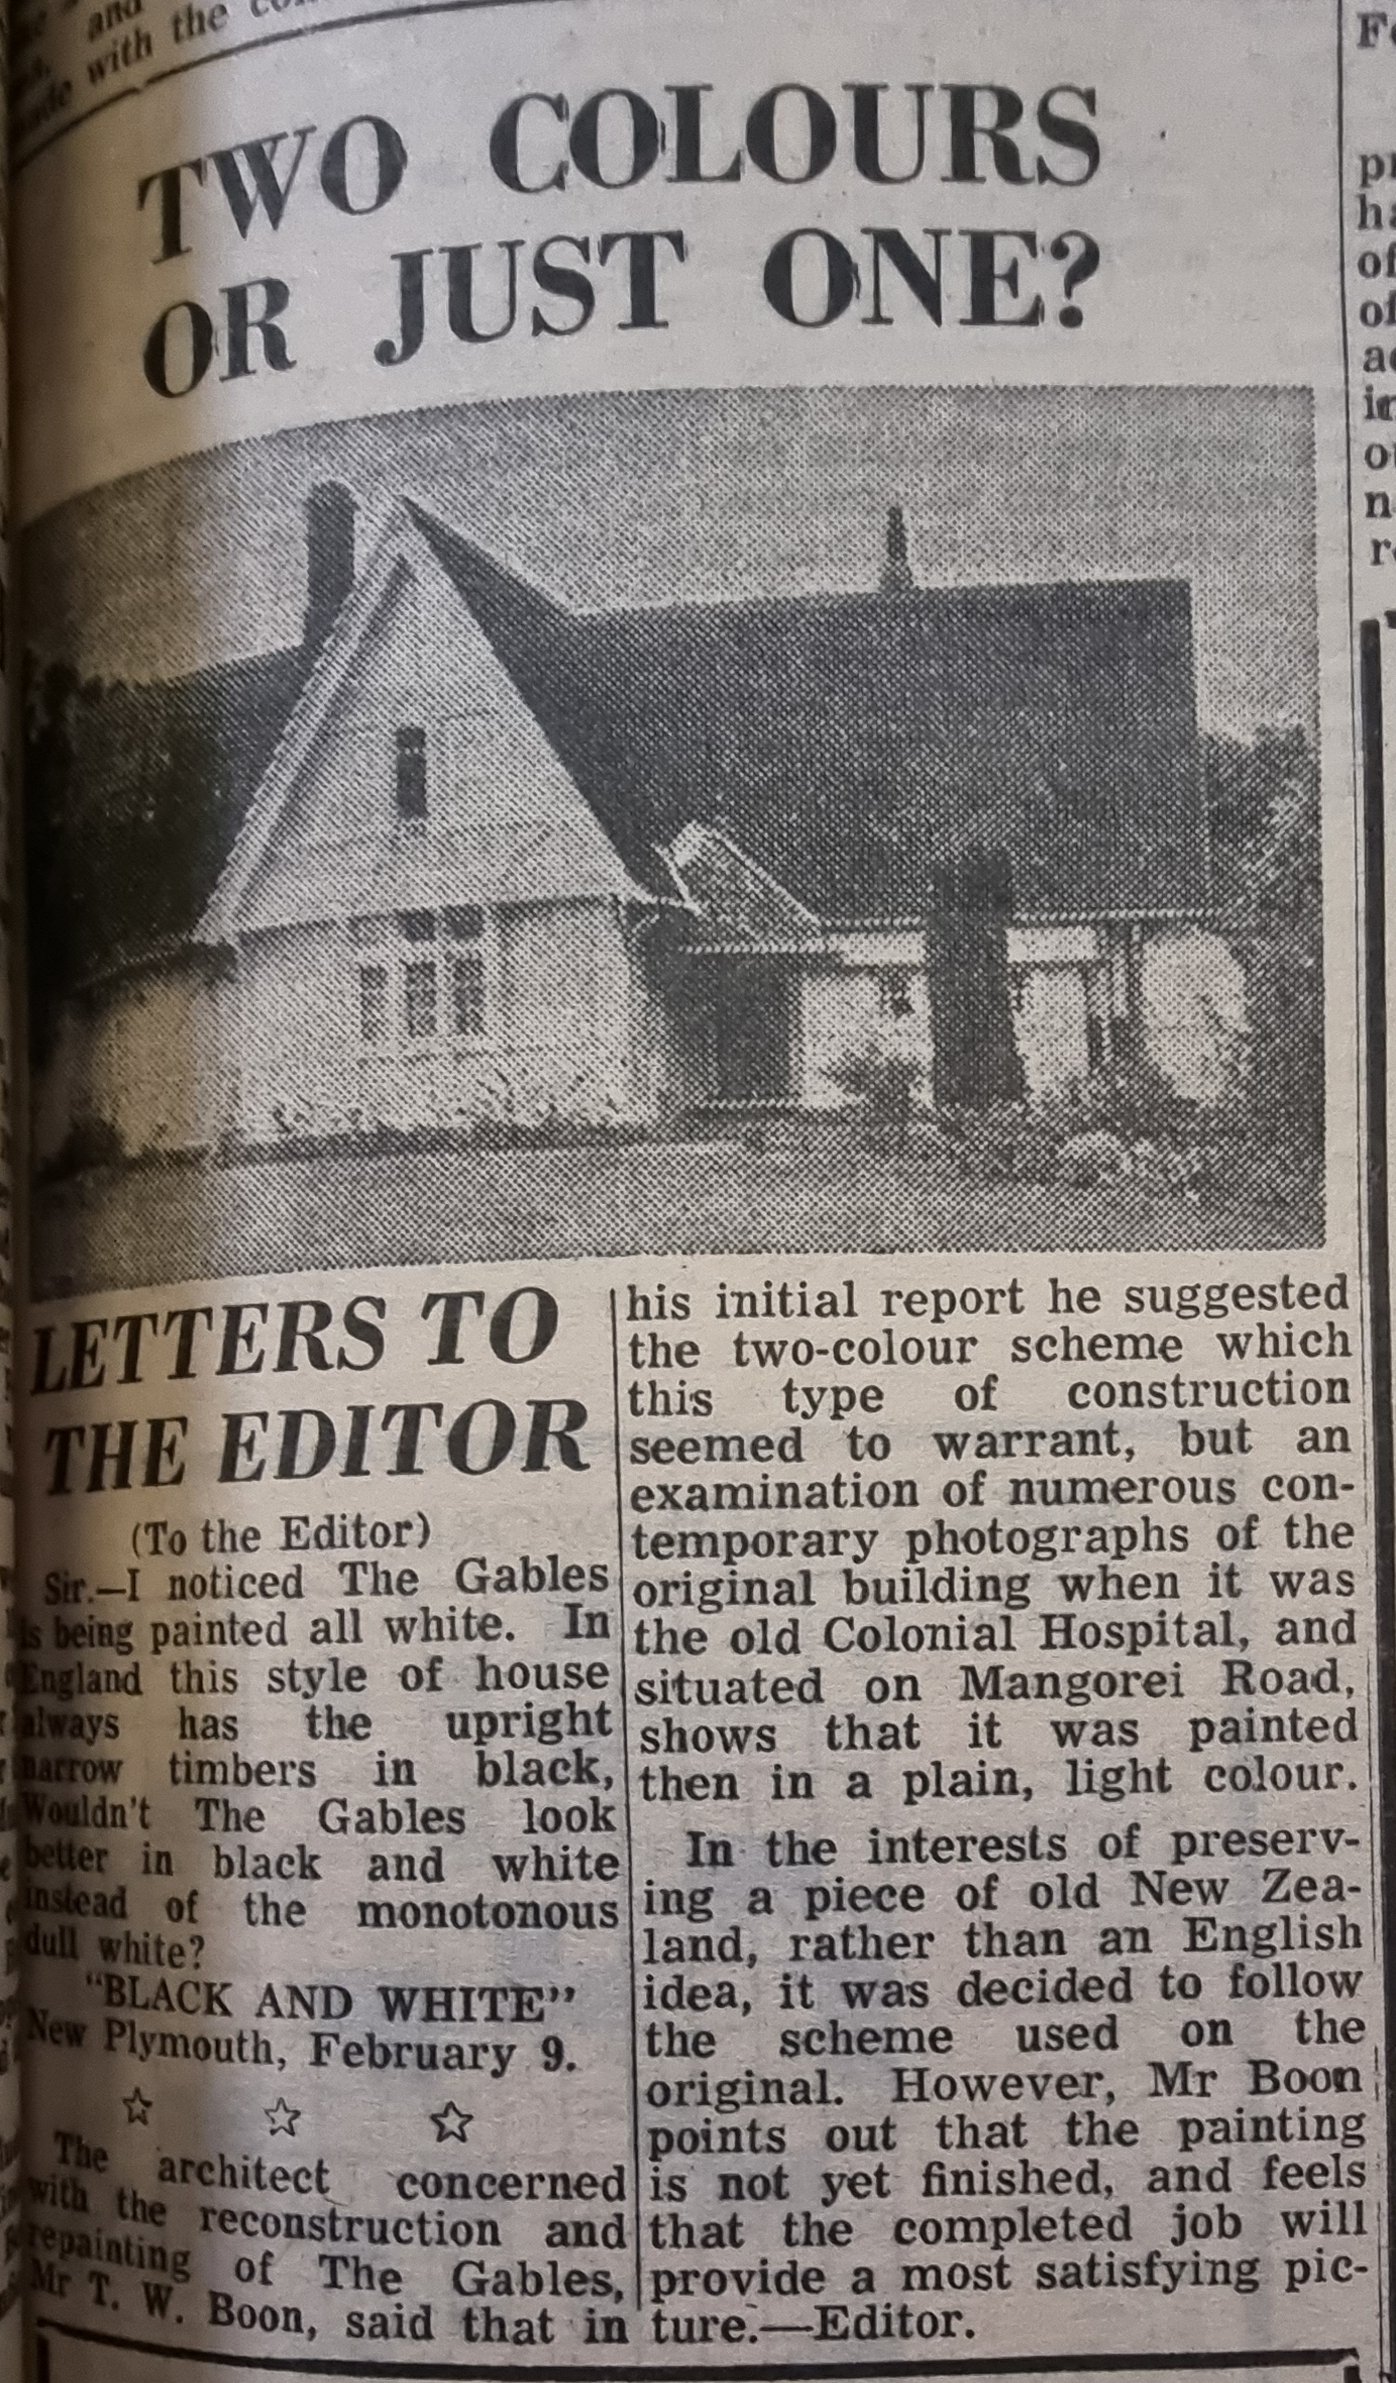 and
with the
TWO COLOURS
OR JUST ONE?
LETTERS TO
THE EDITOR
(To the Editor)
Sir.—I noticed The Gables
is being painted all white. In
England this style of house
always has the upright
narrow timbers in black,
Wouldn't The Gables look
better in black and white
instead of the monotonous
dull white?
"BLACK AND WHITE"
New Plymouth, February 9.
☆ ☆ ☆
The architect concerned
with the reconstruction and
repainting of The Gables,
Mr T. W. Boon, said that in
his initial report he suggested
the two-colour scheme which
this type of construction
seemed to warrant, but an
examination of numerous con-
temporary photographs of the
original building when it was
the old Colonial Hospital, and
situated on Mangorei Road,
shows that it was painted
then in a plain, light colour.
In the interests of preserv-
ing a piece of old New Zea-
land, rather than an English
idea, it was decided to follow
the scheme used on the
original. However, Mr Boon
points out that the painting
is not yet finished, and feels
that the completed job will
provide a most satisfying pic-
ture.—Editor.
of
of